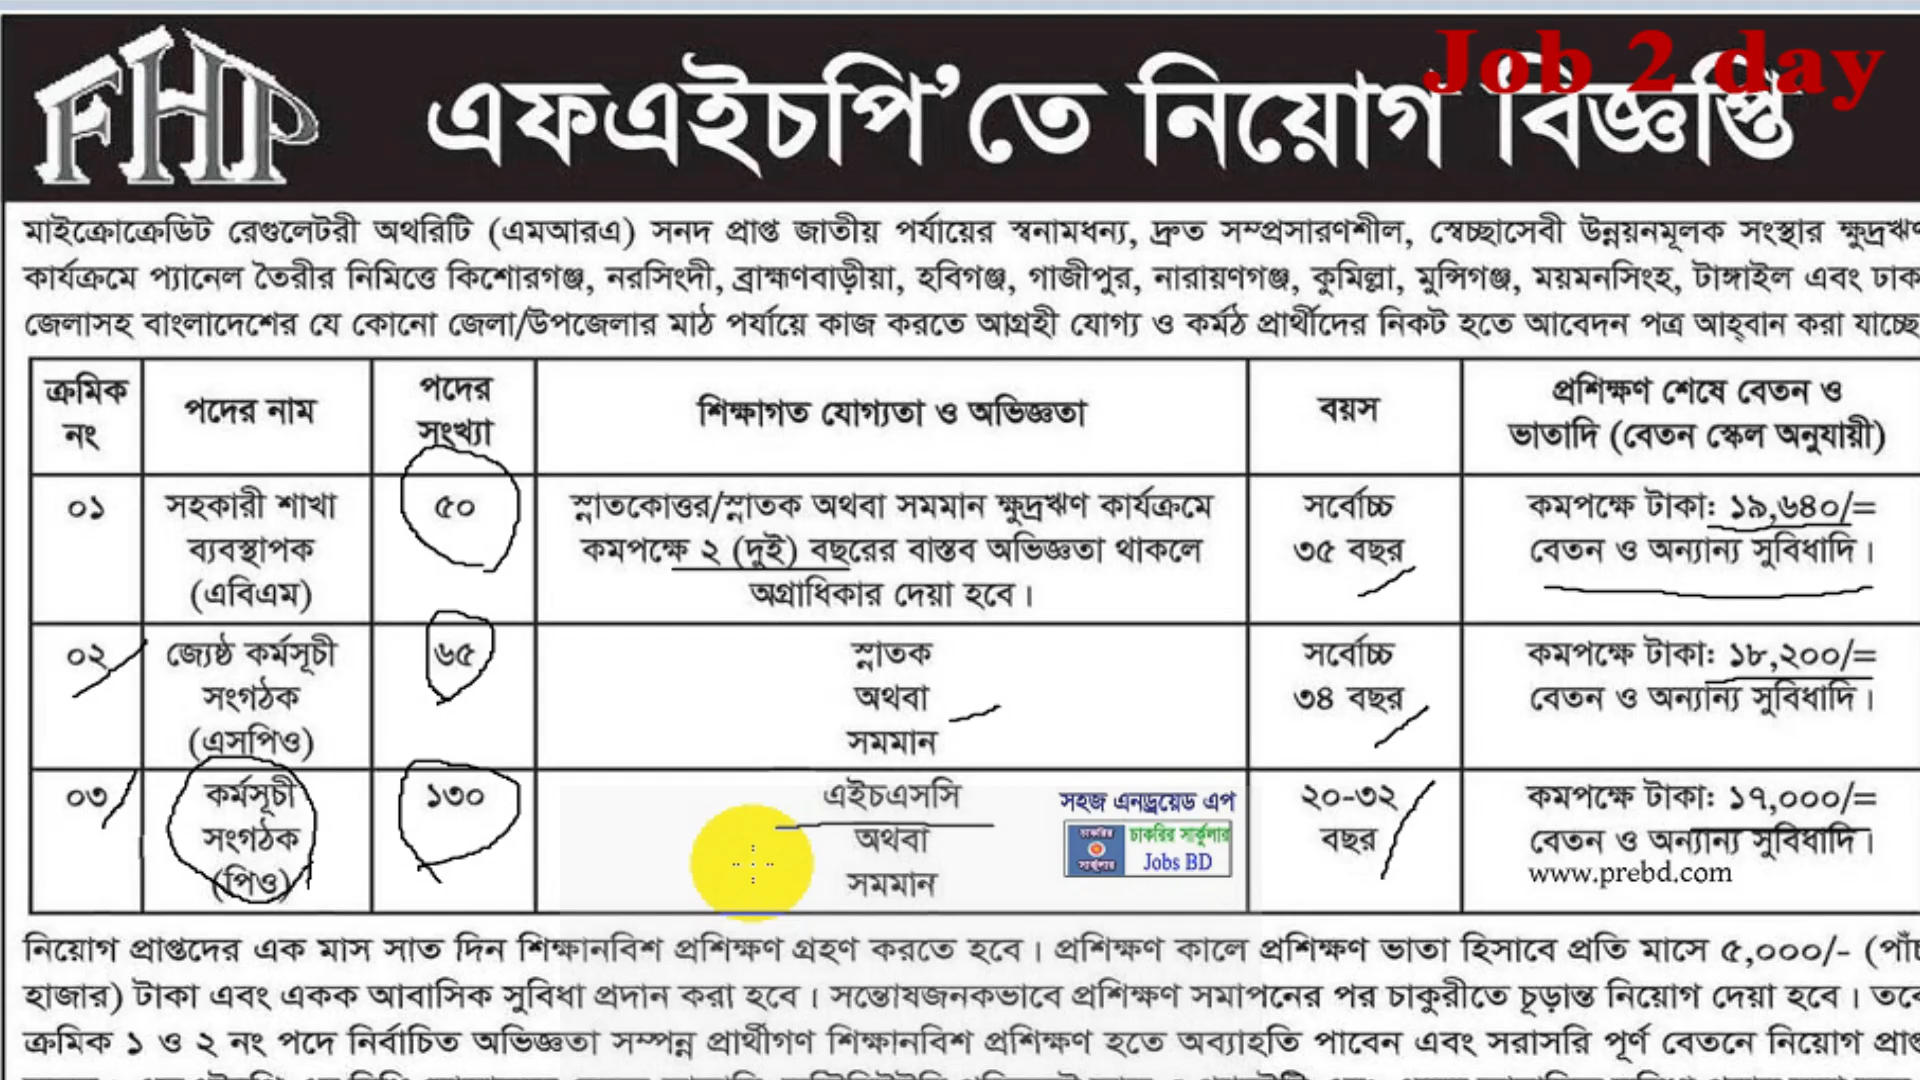 Job 2 day
FHP
এফএইচপি’তে নিয়োগ বিজ্ঞপ্তি
মাইক্রোক্রেডিট রেগুলেটরী অথরিটি (এমআরএ) সনদ প্রাপ্ত জাতীয় পর্যায়ের স্বনামধন্য, দ্রুত সম্প্রসারণশীল, স্বেচ্ছাসেবী উন্নয়নমূলক সংস্থার ক্ষুদ্রঋণ
কার্যক্রমে প্যানেল তৈরীর নিমিত্তে কিশোরগঞ্জ, নরসিংদী, ব্রাহ্মণবাড়ীয়া, হবিগঞ্জ, গাজীপুর, নারায়ণগঞ্জ, কুমিল্লা, মুন্সিগঞ্জ, ময়মনসিংহ, টাঙ্গাইল এবং ঢাক
জেলাসহ বাংলাদেশের যে কোনো জেলা/উপজেলার মাঠ পর্যায়ে কাজ করতে আগ্রহী যোগ্য ও কর্মঠ প্রার্থীদের নিকট হতে আবেদন পত্র আহ্বান করা যাচ্ছে
ক্রমিক নং
পদের নাম
পদের সংখ্যা
শিক্ষাগত যোগ্যতা ও অভিজ্ঞতা
বয়স
প্রশিক্ষণ শেষে বেতন ও
ভাতাদি (বেতন স্কেল অনুযায়ী)
০১
সহকারী শাখা
ব্যবস্থাপক
(এবিএম)
৫০
স্নাতকোত্তর/স্নাতক অথবা সমমান ক্ষুদ্রঋণ কার্যক্রমে
কমপক্ষে ২ (দুই) বছরের বাস্তব অভিজ্ঞতা থাকলে
অগ্রাধিকার দেয়া হবে।
সর্বোচ্চ
৩৫ বছর
কমপক্ষে টাকা: ১৯,৬৪০/=
বেতন ও অন্যান্য সুবিধাদি।
০২
জ্যেষ্ঠ কর্মসূচী
সংগঠক
(এসপিও)
৬৫
স্নাতক
অথবা
সমমান
সর্বোচ্চ
৩৪ বছর
কমপক্ষে টাকা: ১৮,২০০/=
বেতন ও অন্যান্য সুবিধাদি।
০৩
কর্মসূচী
সংগঠক
(পিও)
১৩০
এইচএসসি
অথবা
সমমান
সহজ এনড্রয়েড এপ
চাকরির সার্কুলার
চাকরির সার্কুলার
Jobs BD
২০-৩২
বছর
কমপক্ষে টাকা: ১৭,০০০/=
বেতন ও অন্যান্য সুবিধাদি।
www.prebd.com
নিয়োগ প্রাপ্তদের এক মাস সাত দিন শিক্ষানবিশ প্রশিক্ষণ গ্রহণ করতে হবে। প্রশিক্ষণ কালে প্রশিক্ষণ ভাতা হিসাবে প্রতি মাসে ৫,০০০/- (পাঁচ
হাজার) টাকা এবং একক আবাসিক সুবিধা প্রদান করা হবে। সন্তোষজনকভাবে প্রশিক্ষণ সমাপনের পর চাকুরীতে চূড়ান্ত নিয়োগ দেয়া হবে। তবে
ক্রমিক ১ ও ২ নং পদে নির্বাচিত অভিজ্ঞতা সম্পন্ন প্রার্থীগণ শিক্ষানবিশ প্রশিক্ষণ হতে অব্যাহতি পাবেন এবং সরাসরি পূর্ণ বেতনে নিয়োগ প্রাপ্ত